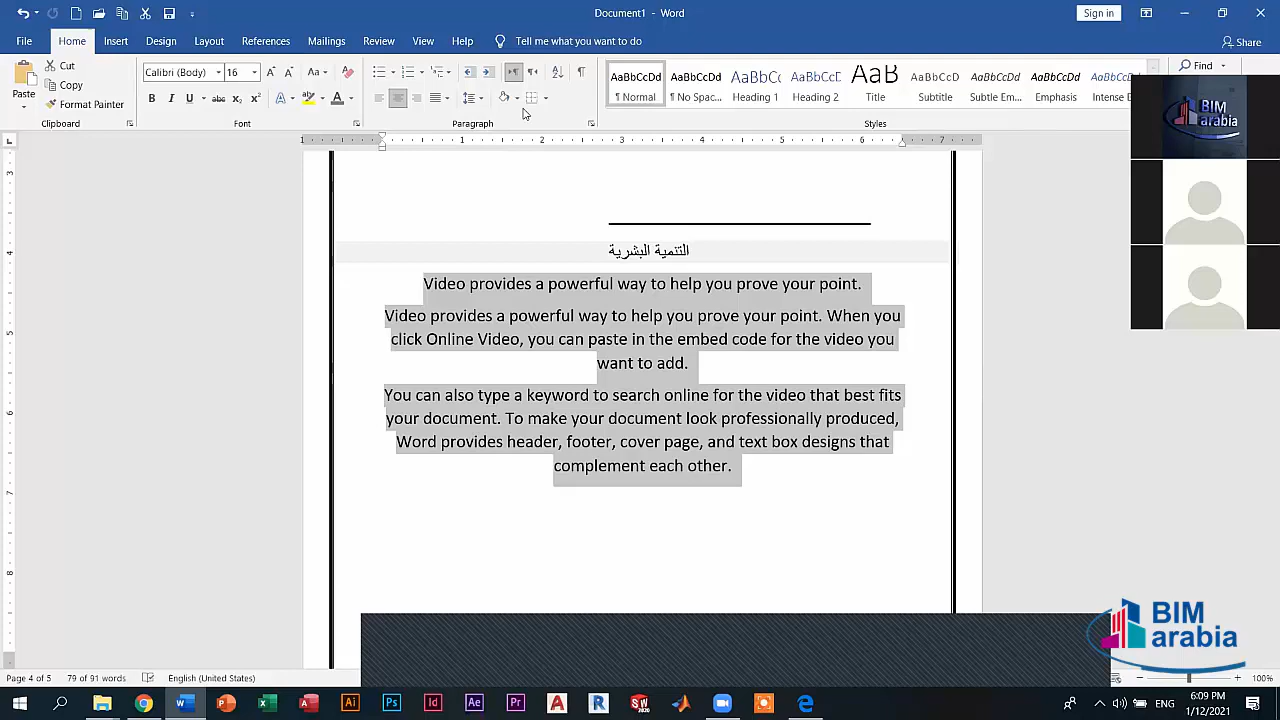 Document1 - Word
Sign in
File Home Insert Design Layout References Mailings Review View Help Tell me what you want to do
Share
Paste
Cut
Copy
Format Painter
Clipboard
Calibri (Body) 16
Font
Paragraph
AaBbCcDd AaBbCcDd AaBbCc AaBbCcD AaB AaBbCcD AaBbCcDd AaBbCcDd AaBbCcDd
¶ Normal ¶ No Spac... Heading 1 Heading 2 Title Subtitle Subtle Em... Emphasis Intense E
Styles
Find
BIM
arabia
التنمية البشرية
Video provides a powerful way to help you prove your point.
Video provides a powerful way to help you prove your point. When you
click Online Video, you can paste in the embed code for the video you
want to add.
You can also type a keyword to search online for the video that best fits
your document. To make your document look professionally produced,
Word provides header, footer, cover page, and text box designs that
complement each other.
BIM
arabia
Page 4 of 5 79 of 91 words English (United States)
100%
ENG
6:09 PM
1/12/2021